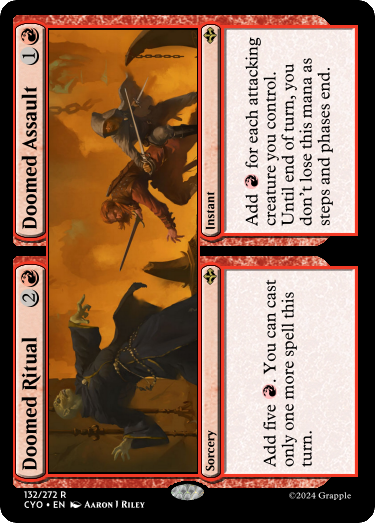 Doomed Ritual 2
Sorcery
Add five . You can cast
only one more spell this
turn.
Doomed Assault 1
Instant
Add for each attacking
creature you control.
Until end of turn, you
don't lose this mana as
steps and phases end.
132/272 R
CYO • EN Aaron J Riley
©2024 Grapple